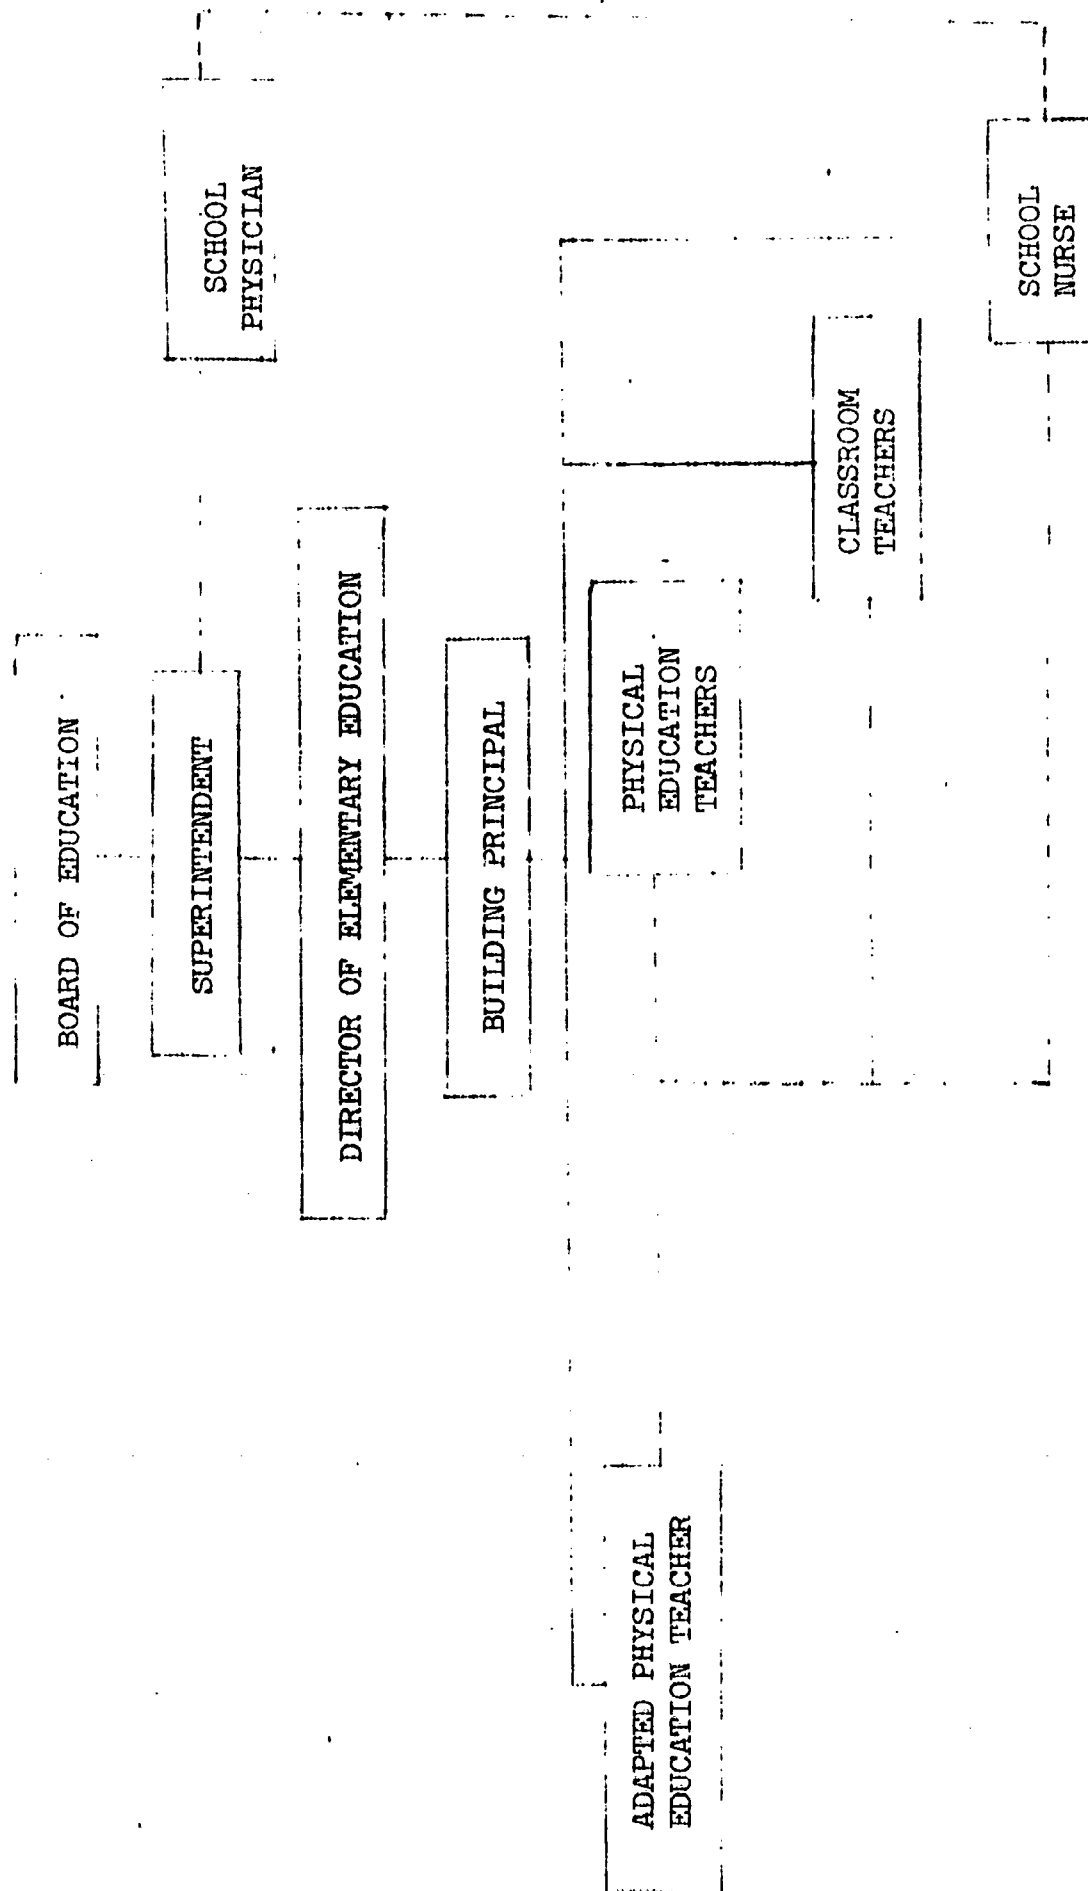 BOARD OF EDUCATION
SUPERINTENDENT
SCHOOL
PHYSICIAN
DIRECTOR OF ELEMENTARY EDUCATION
BUILDING PRINCIPAL
ADAPTED PHYSICAL
EDUCATION TEACHER
PHYSICAL
EDUCATION
TEACHERS
CLASSROOM
TEACHERS
SCHOOL
NURSE